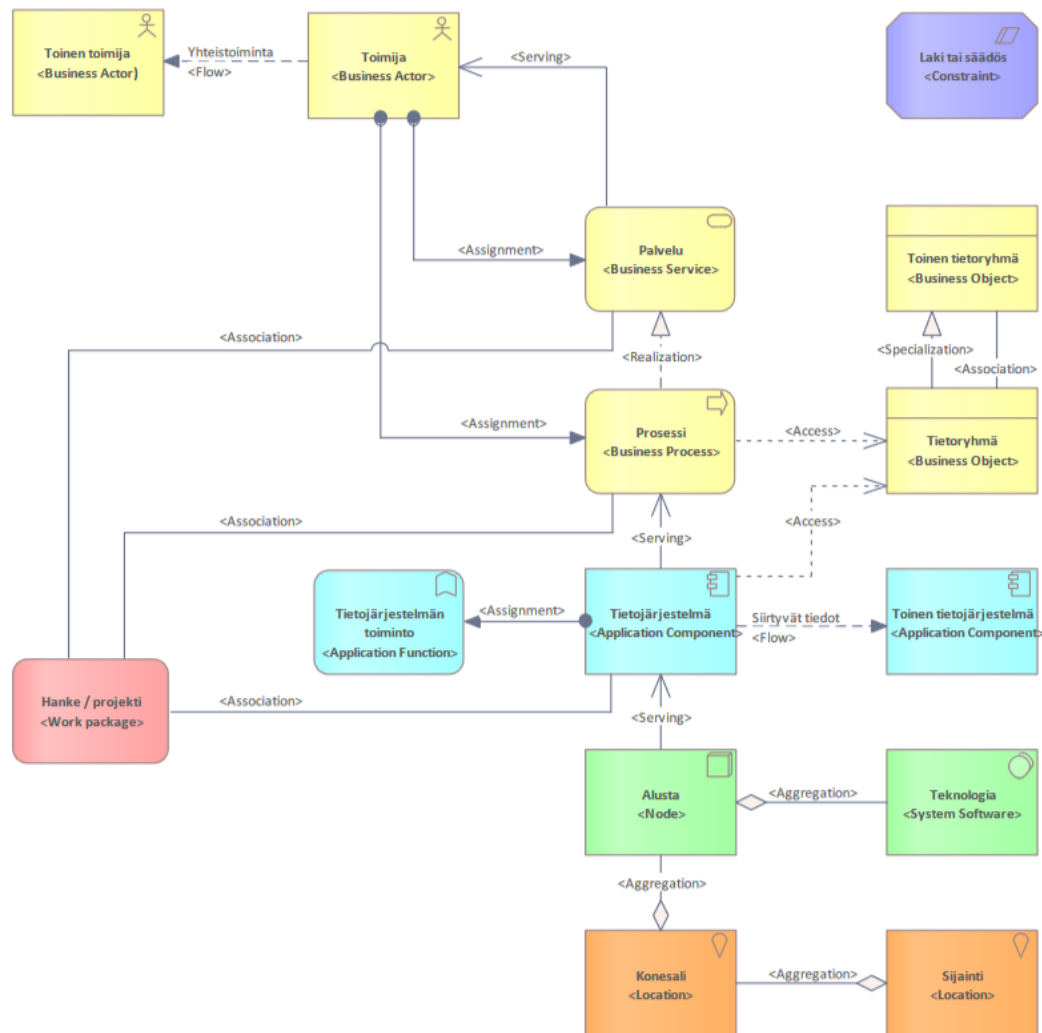 Toinen toimija
<Business Actor)
Yhteistoiminta
<Flow>
Toimija
<Business Actor>
<Serving>
Laki tai säädös
<Constraint>
<Assignment>
Palvelu
<Business Service>
Toinen tietoryhmä
<Business Object>
<Association>
<Realization>
<Specialization>
<Association>
<Assignment>
Prosessi
<Business Process>
<Access>
Tietoryhmä
<Business Object>
<Association>
<Access>
<Serving>
Tietojärjestelmän
toiminto
<Application Function>
<Assignment>
Tietojärjestelmä
<Application Component>
Siirtyvät tiedot
<Flow>
Toinen tietojärjestelmä
<Application Component>
Hanke / projekti
<Work package>
<Association>
<Serving>
Alusta
<Node>
<Aggregation>
Teknologia
<System Software>
<Aggregation>
Konesali
<Location>
<Aggregation>
Sijainti
<Location>